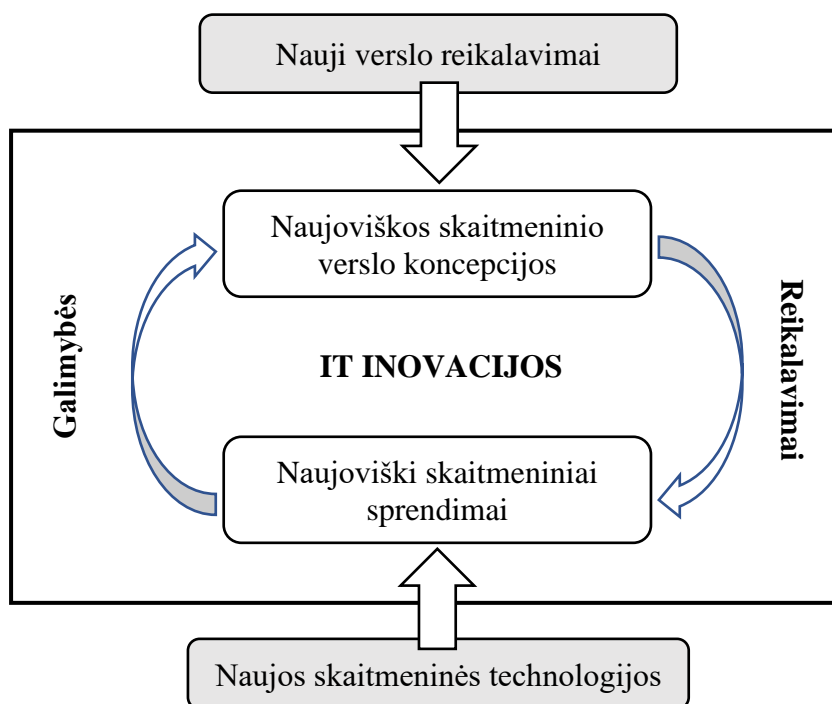 Nauji verslo reikalavimai
Naujoviškos skaitmeninio
verslo koncepcijos
Galimybės
IT INOVACIJOS
Reikalavimai
Naujoviški skaitmeniniai
sprendimai
Naujos skaitmeninės technologijos